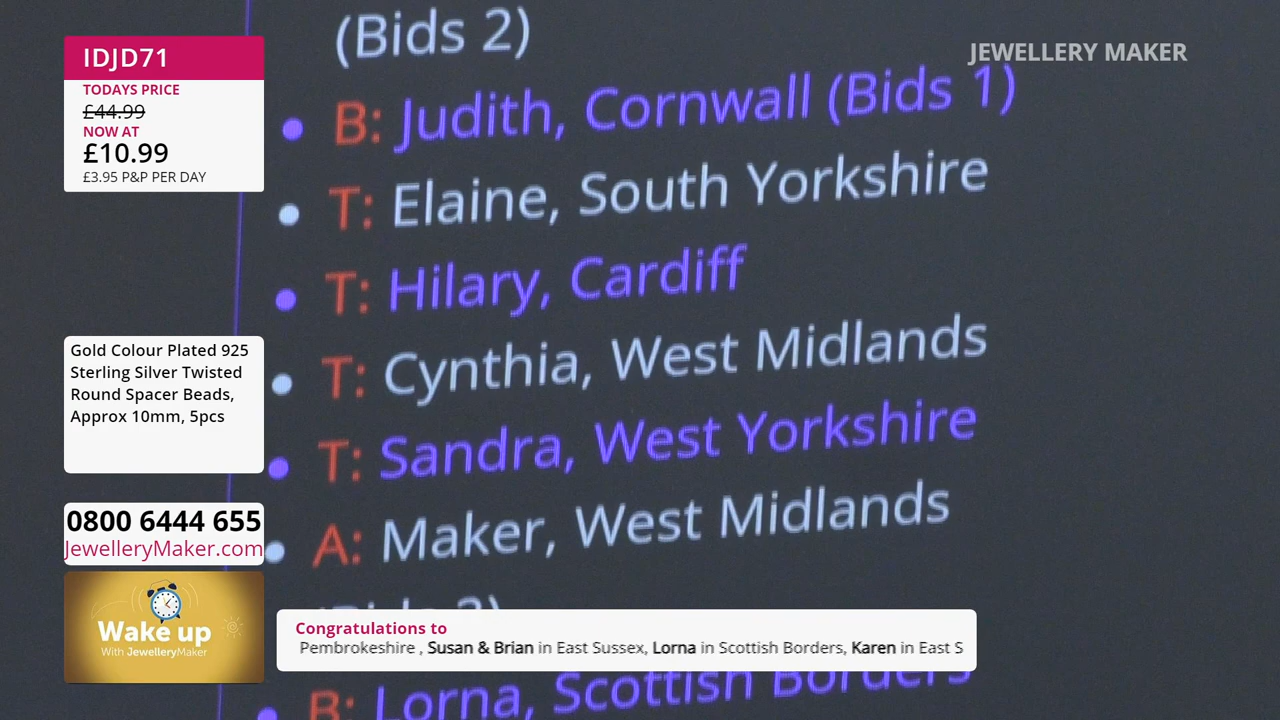 (Bids 2)
B: Judith, Cornwall (Bids 1)
T: Elaine, South Yorkshire
T: Hilary, Cardiff
T: Cynthia, West Midlands
T: Sandra, West Yorkshire
A: Maker, West Midlands
B: Lorna, Scottish Borders
JEWELLERY MAKER
IDJD71
TODAYS PRICE
£44.99
NOW AT
£10.99
£3.95 P&P PER DAY
Gold Colour Plated 925
Sterling Silver Twisted
Round Spacer Beads,
Approx 10mm, 5pcs
0800 6444 655
JewelleryMaker.com
Wake up
With JewelleryMaker
Congratulations to
Pembrokeshire , Susan & Brian in East Sussex, Lorna in Scottish Borders, Karen in East S